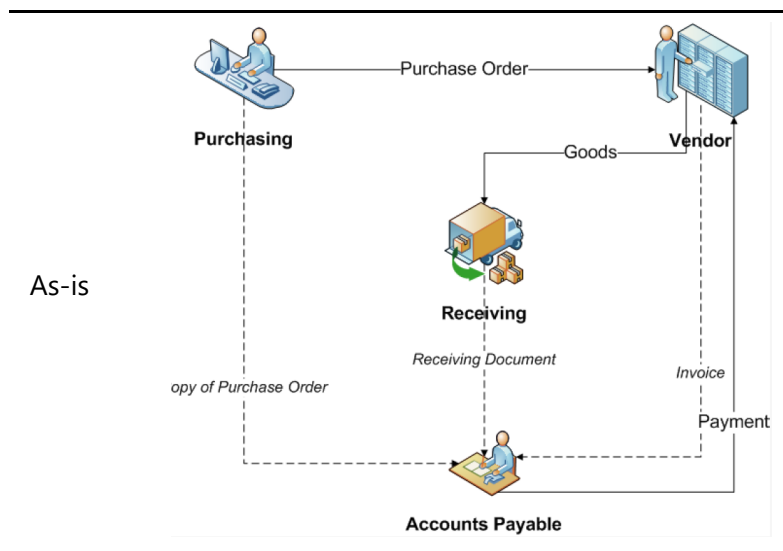 Purchase Order
Purchasing
Vendor
Goods
As-is
Receiving
Receiving Document
Invoice
opy of Purchase Order
Payment
Accounts Payable